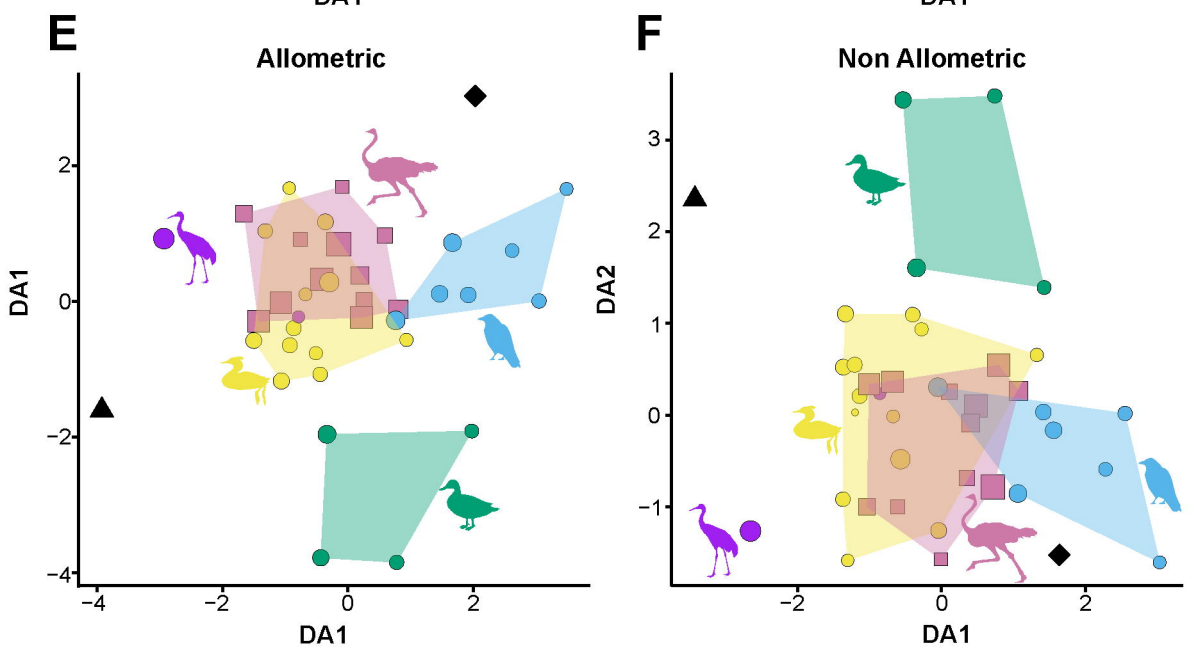 DA1 DA1
E F
Allometric Non Allometric
2
0
−2
−4
DA1
−4 −2 0 2
DA1
3
2
1
0
−1
DA2
−2 0 2
DA1